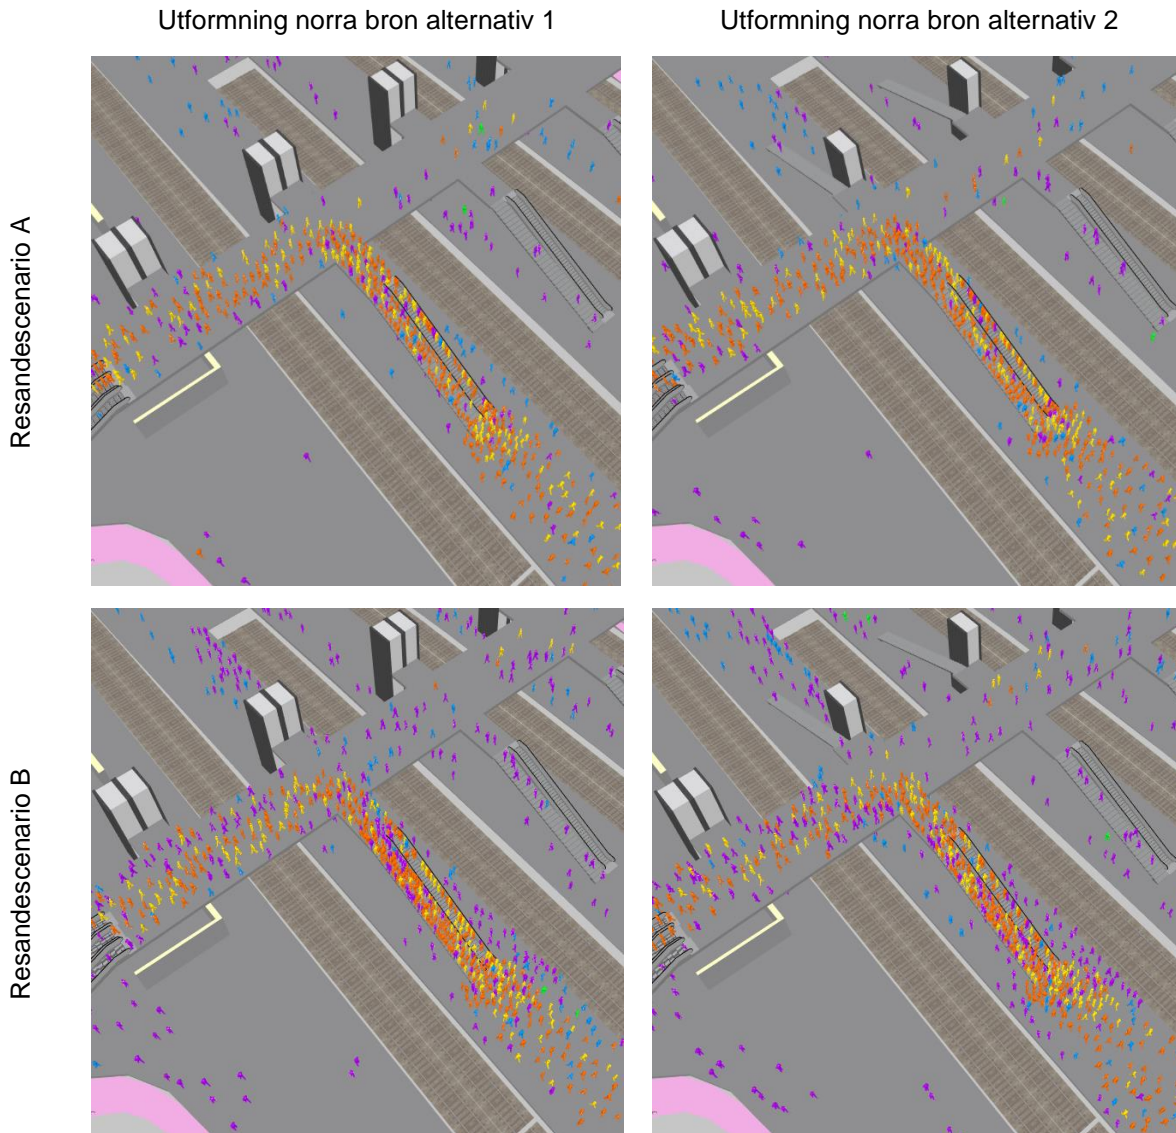 Utformning norra bron alternativ 1
Utformning norra bron alternativ 2
Resandescenario A
Resandescenario B